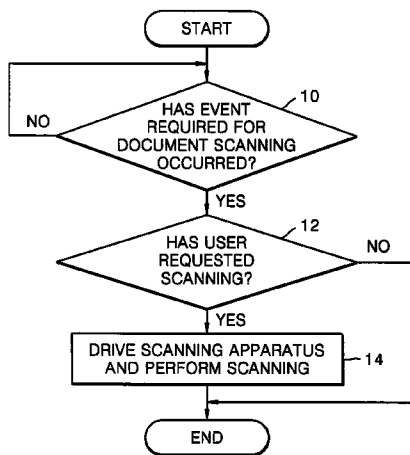 START
10
HAS EVENT
REQUIRED FOR
DOCUMENT SCANNING
OCCURRED?
NO
YES
12
HAS USER
REQUESTED
SCANNING?
NO
YES
DRIVE SCANNING APPARATUS
AND PERFORM SCANNING
14
END